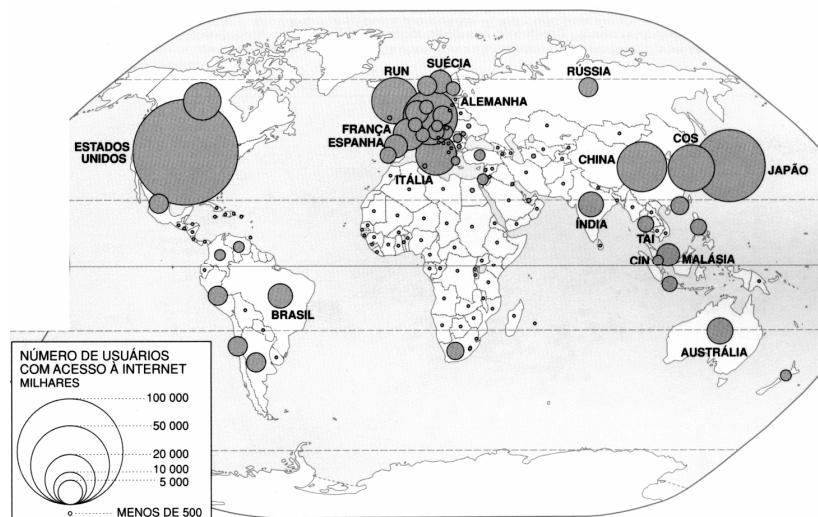 SUÉCIA
RUN
RÚSSIA
ALEMANHA
FRANÇA
ESPANHA
ITÁLIA
ESTADOS
UNIDOS
COS
CHINA
JAPÃO
ÍNDIA
TAI
CIN
MALÁSIA
BRASIL
AUSTRÁLIA
NÚMERO DE USUÁRIOS
COM ACESSO À INTERNET
MILHARES
100 000
50 000
20 000
10 000
5 000
MENOS DE 500